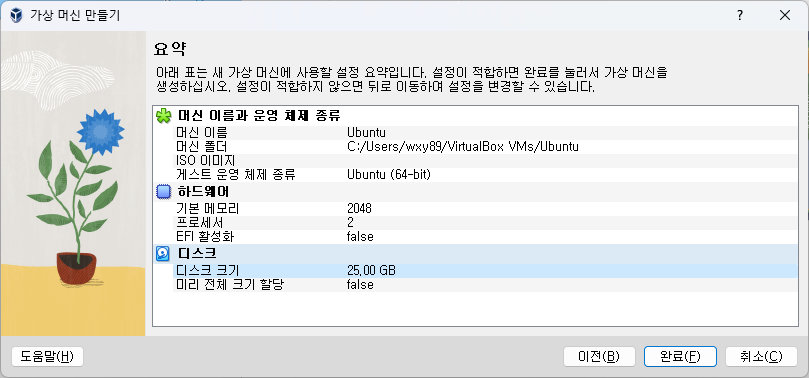 가상 머신 만들기
요약
아래 표는 새 가상 머신에 사용할 설정 요약입니다. 설정이 적합하면 완료를 눌러서 가상 머신을
생성하십시오. 설정이 적합하지 않으면 뒤로 이동하여 설정을 변경할 수 있습니다.
머신 이름과 운영 체제 종류
머신 이름 Ubuntu
머신 폴더 C:/Users/wxy89/VirtualBox VMs/Ubuntu
ISO 이미지
게스트 운영 체제 종류 Ubuntu (64-bit)
하드웨어
기본 메모리 2048
프로세서 2
EFI 활성화 false
디스크
디스크 크기 25,00 GB
미리 전체 크기 할당 false
도움말(H) 이전(B) 완료(F) 취소(C)